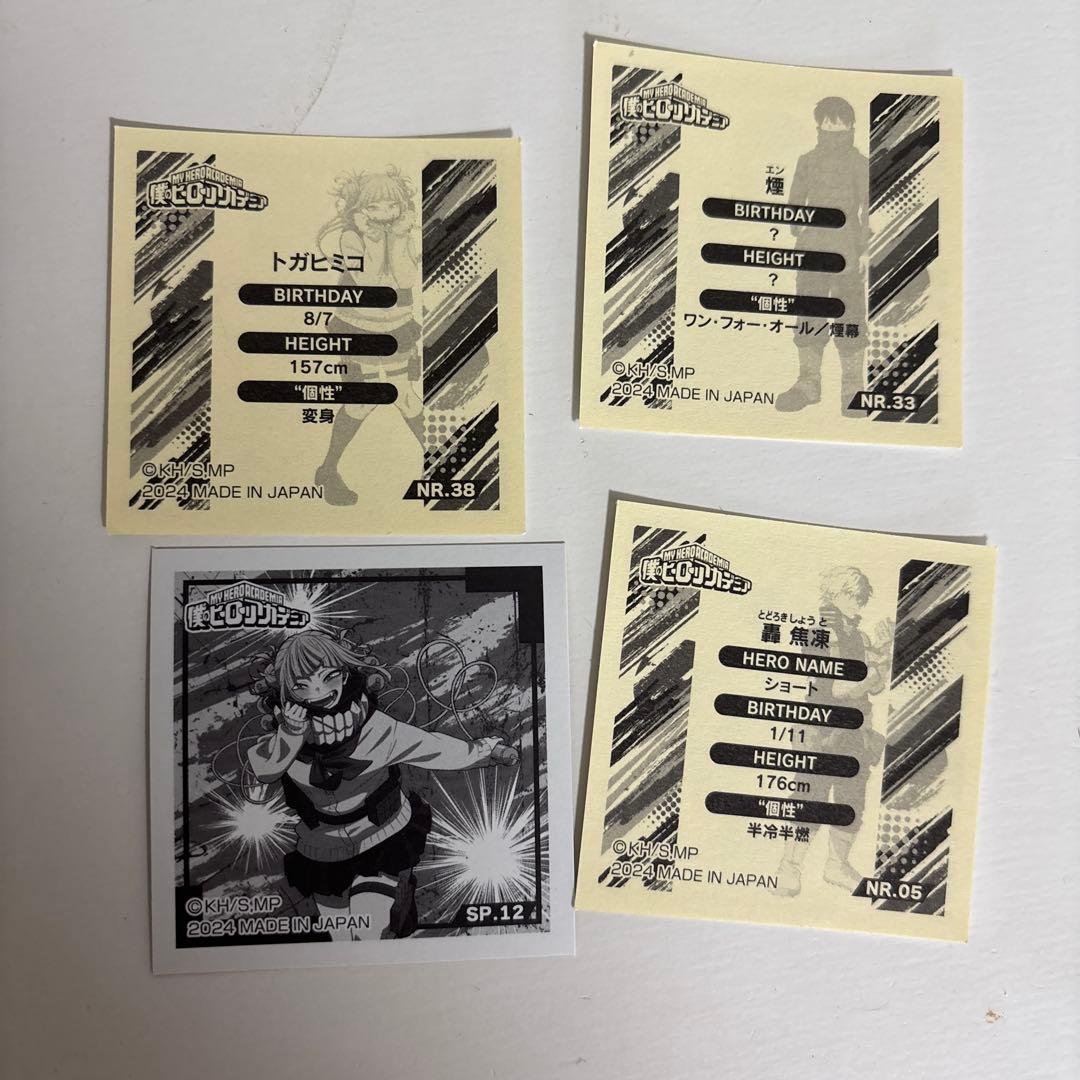 MY HERO ACADEMIA
僕のヒーローアカデミア
トガヒミコ
BIRTHDAY
8/7
HEIGHT
157cm
“個性”
変身
©KH/S,MP
2024 MADE IN JAPAN
NR.38
MY HERO ACADEMIA
僕のヒーローアカデミア
エン
煙
BIRTHDAY
?
HEIGHT
?
“個性”
ワン・フォー・オール／煙幕
©KH/S,MP
2024 MADE IN JAPAN
NR.33
MY HERO ACADEMIA
僕のヒーローアカデミア
©KH/S,MP
2024 MADE IN JAPAN
SP.12
MY HERO ACADEMIA
僕のヒーローアカデミア
とどろき しょう と
轟 焦凍
HERO NAME
ショート
BIRTHDAY
1/11
HEIGHT
176cm
“個性”
半冷半燃
©KH/S,MP
2024 MADE IN JAPAN
NR.05